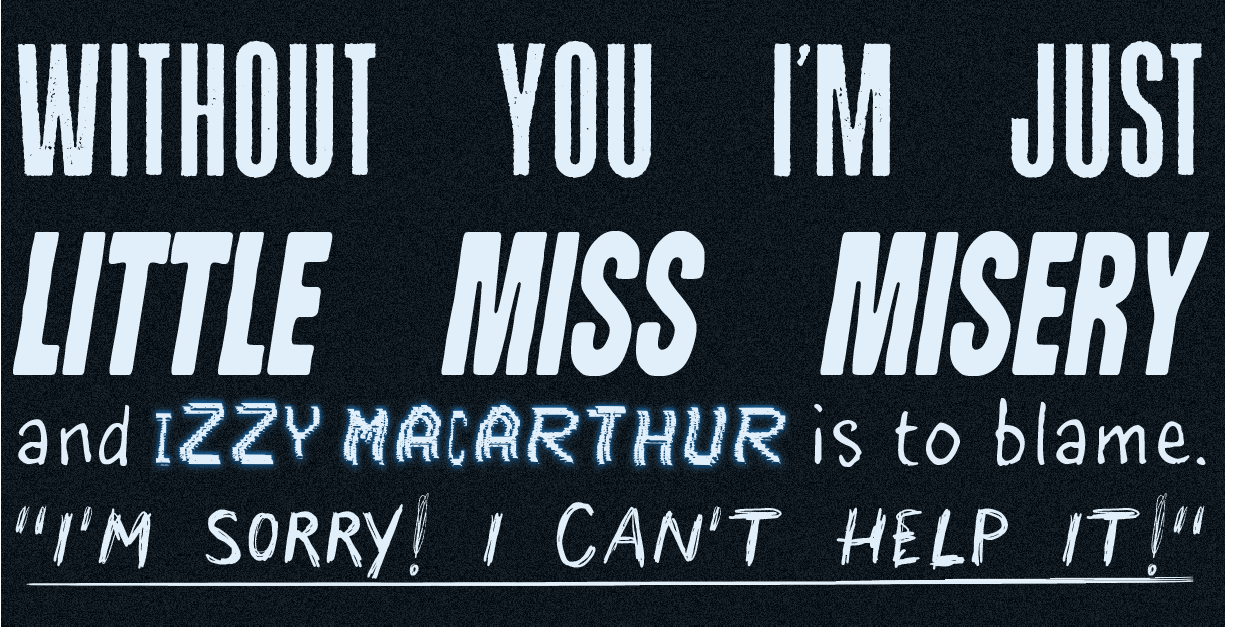 WITHOUT YOU I’M JUST
LITTLE MISS MISERY
and IZZY MACARTHUR is to blame.
"I'M SORRY! I CAN'T HELP IT!"